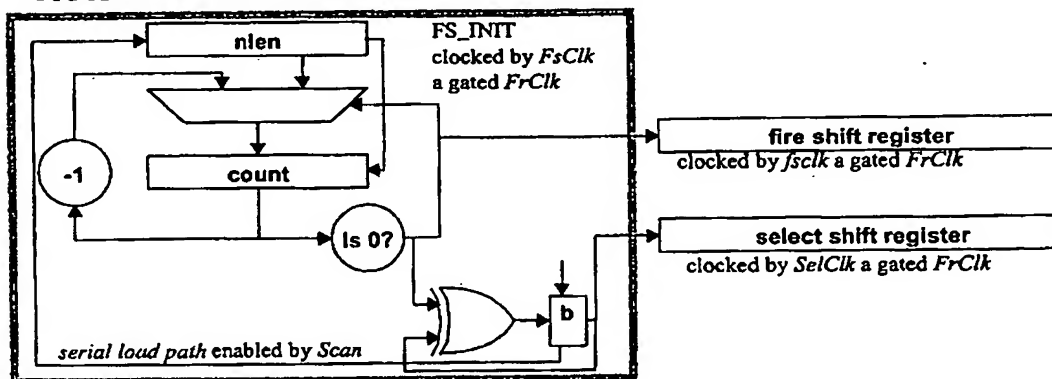 nlen
FS_INIT
clocked by FsClk
a gated FrClk
fire shift register
clocked by fsclk a gated FrClk
-1
count
Is 0?
select shift register
clocked by SelClk a gated FrClk
b
serial load path enabled by Scan